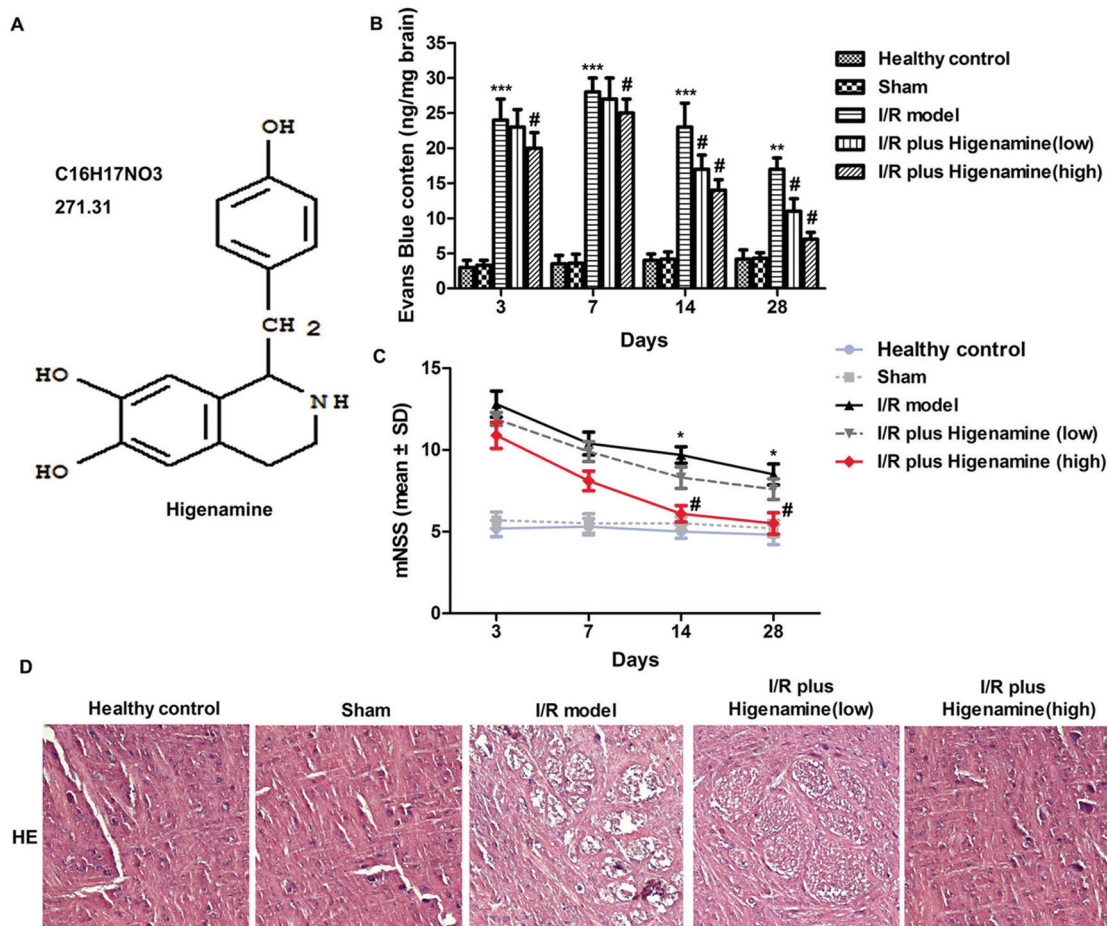 A
C16H17NO3
271.31
OH
CH 2
HO
NH
HO
Higenamine
B
Evans Blue conten (ng/mg brain)
35
30
25
20
15
10
5
0
*** *** *** **
# # # # # #
3 7 14 28
Days
Healthy control
Sham
I/R model
I/R plus Higenamine(low)
I/R plus Higenamine(high)
C
mNSS (mean ± SD)
15
10
5
0
* *
# #
3 7 14 28
Days
Healthy control
Sham
I/R model
I/R plus Higenamine (low)
I/R plus Higenamine (high)
D
Healthy control
Sham
I/R model
I/R plus
Higenamine(low)
I/R plus
Higenamine(high)
HE